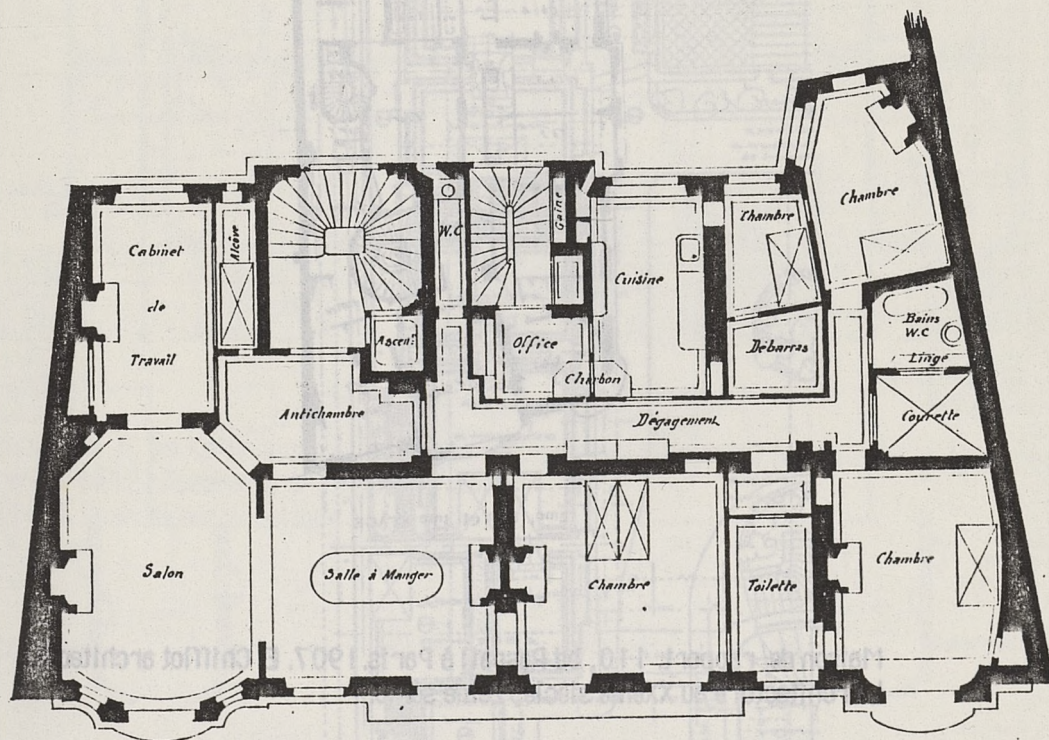 Cabinet
de
Travail
Alcôve
W.C
Gaine
Cuisine
Chambre
Chambre
Ascen.r
Office
Charbon
Débarras
Bains
W.C
Linge
Courette
Antichambre
Dégagement
Salon
Salle à Manger
Chambre
Toilette
Chambre